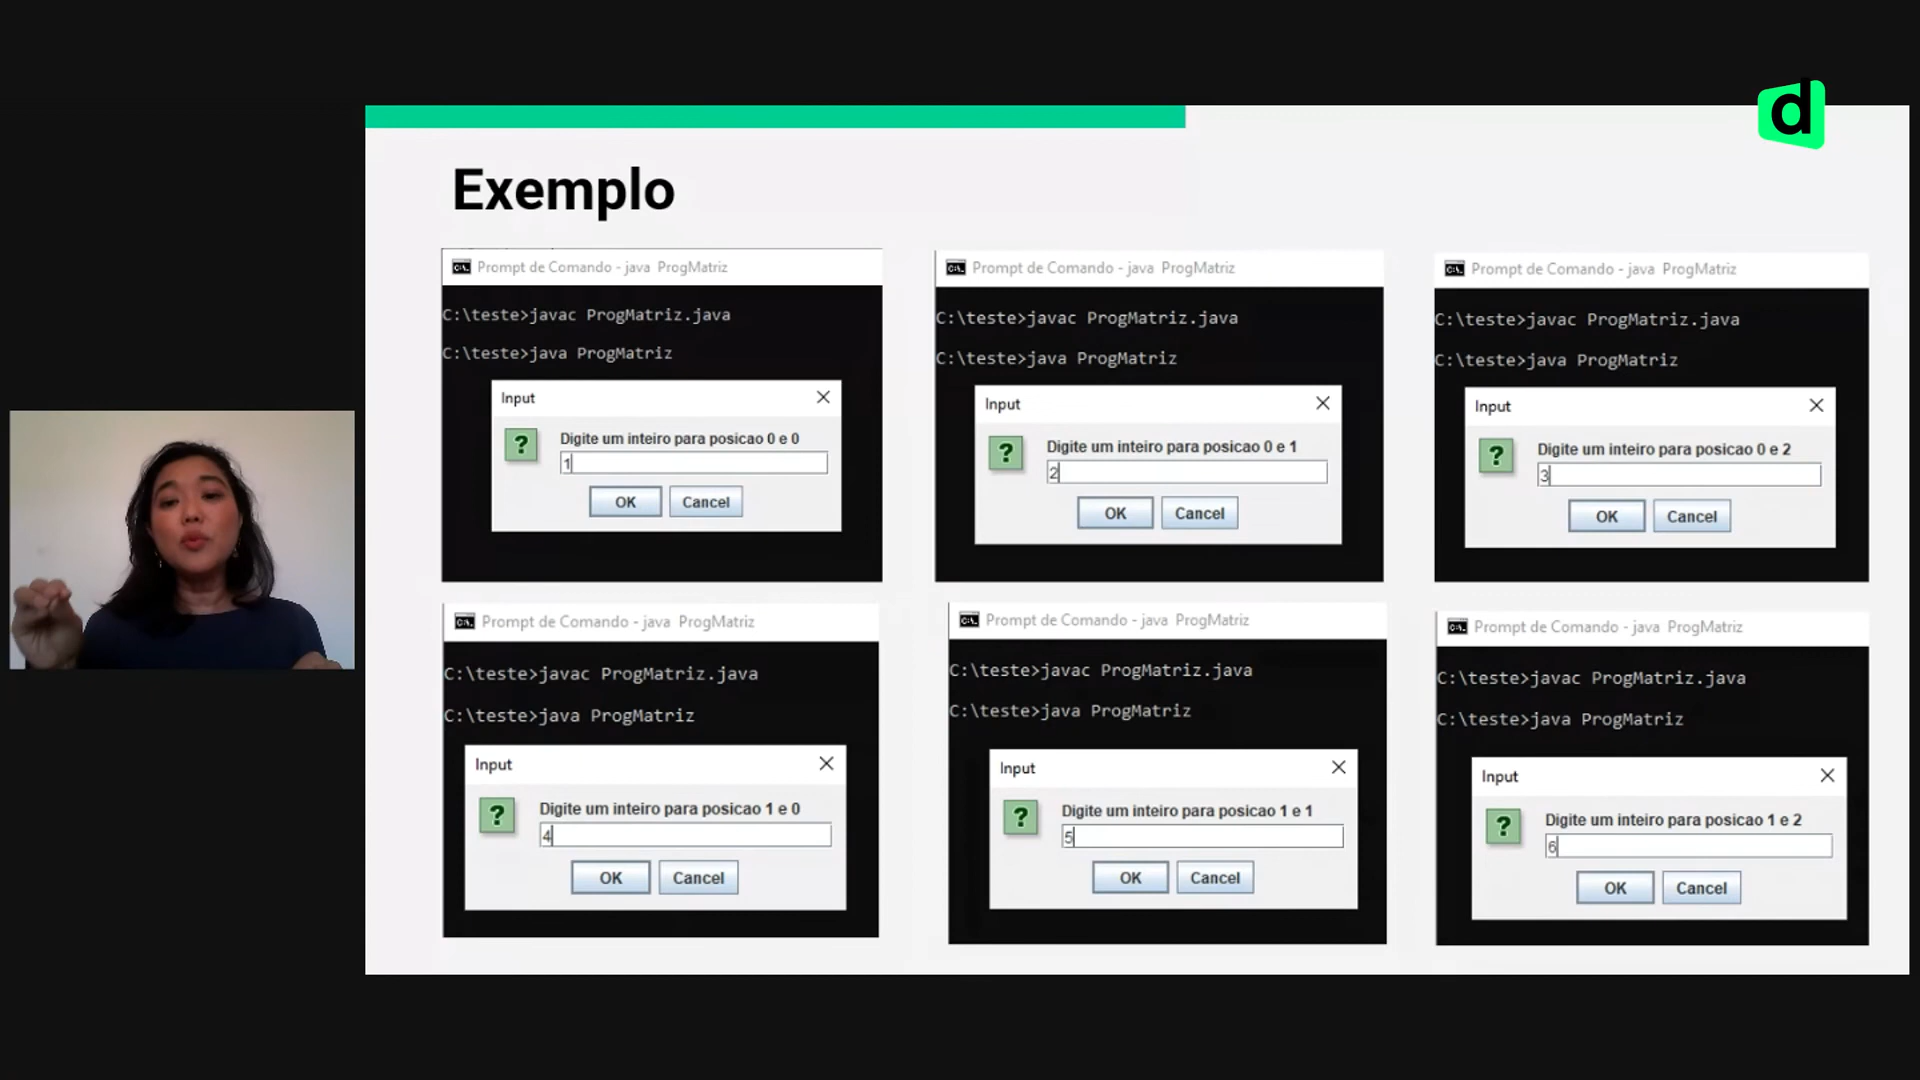 d
Exemplo
Prompt de Comando - java ProgMatriz
C:\teste>javac ProgMatriz.java
C:\teste>java ProgMatriz
Input
Digite um inteiro para posicao 0 e 0
1
OK Cancel
Prompt de Comando - java ProgMatriz
C:\teste>javac ProgMatriz.java
C:\teste>java ProgMatriz
Input
Digite um inteiro para posicao 0 e 1
2
OK Cancel
Prompt de Comando - java ProgMatriz
C:\teste>javac ProgMatriz.java
C:\teste>java ProgMatriz
Input
Digite um inteiro para posicao 0 e 2
3
OK Cancel
Prompt de Comando - java ProgMatriz
C:\teste>javac ProgMatriz.java
C:\teste>java ProgMatriz
Input
Digite um inteiro para posicao 1 e 0
4
OK Cancel
Prompt de Comando - java ProgMatriz
C:\teste>javac ProgMatriz.java
C:\teste>java ProgMatriz
Input
Digite um inteiro para posicao 1 e 1
5
OK Cancel
Prompt de Comando - java ProgMatriz
C:\teste>javac ProgMatriz.java
C:\teste>java ProgMatriz
Input
Digite um inteiro para posicao 1 e 2
6
OK Cancel